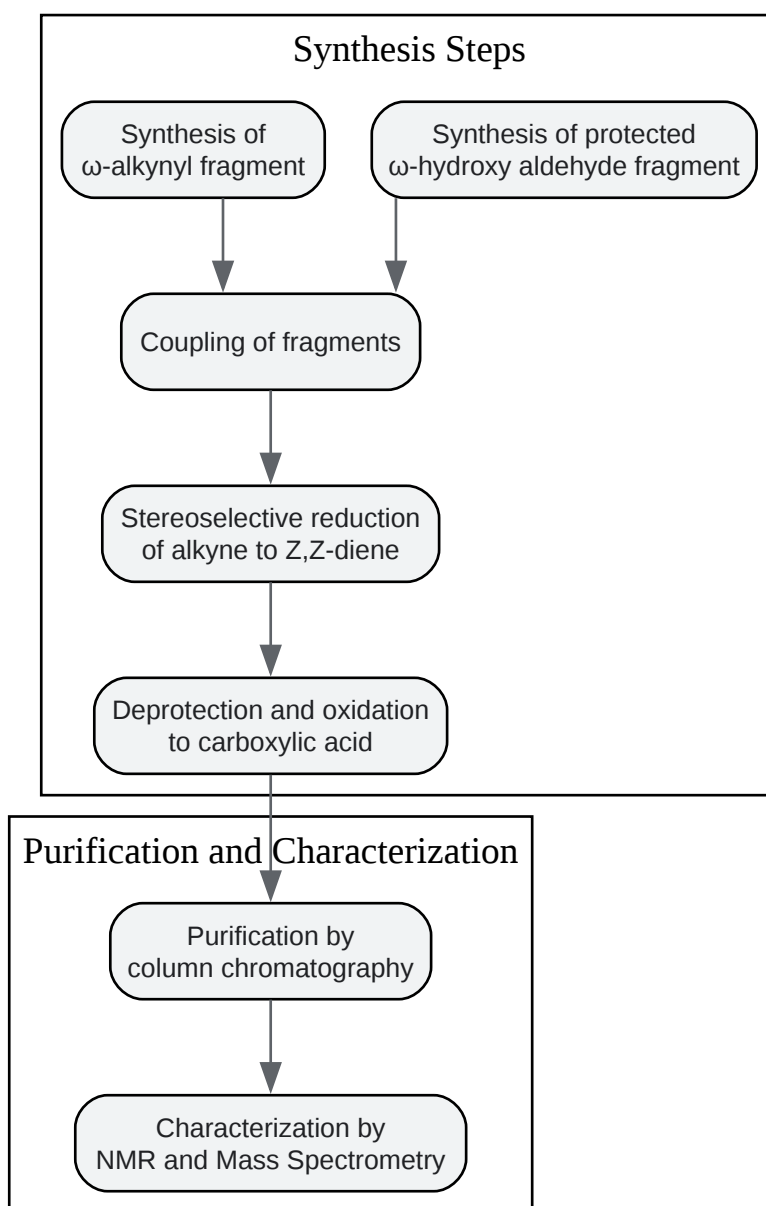 Synthesis Steps
Synthesis of
ω-alkynyl fragment
Synthesis of protected
ω-hydroxy aldehyde fragment
Coupling of fragments
Stereoselective reduction
of alkyne to Z,Z-diene
Deprotection and oxidation
to carboxylic acid
Purification and Characterization
Purification by
column chromatography
Characterization by
NMR and Mass Spectrometry